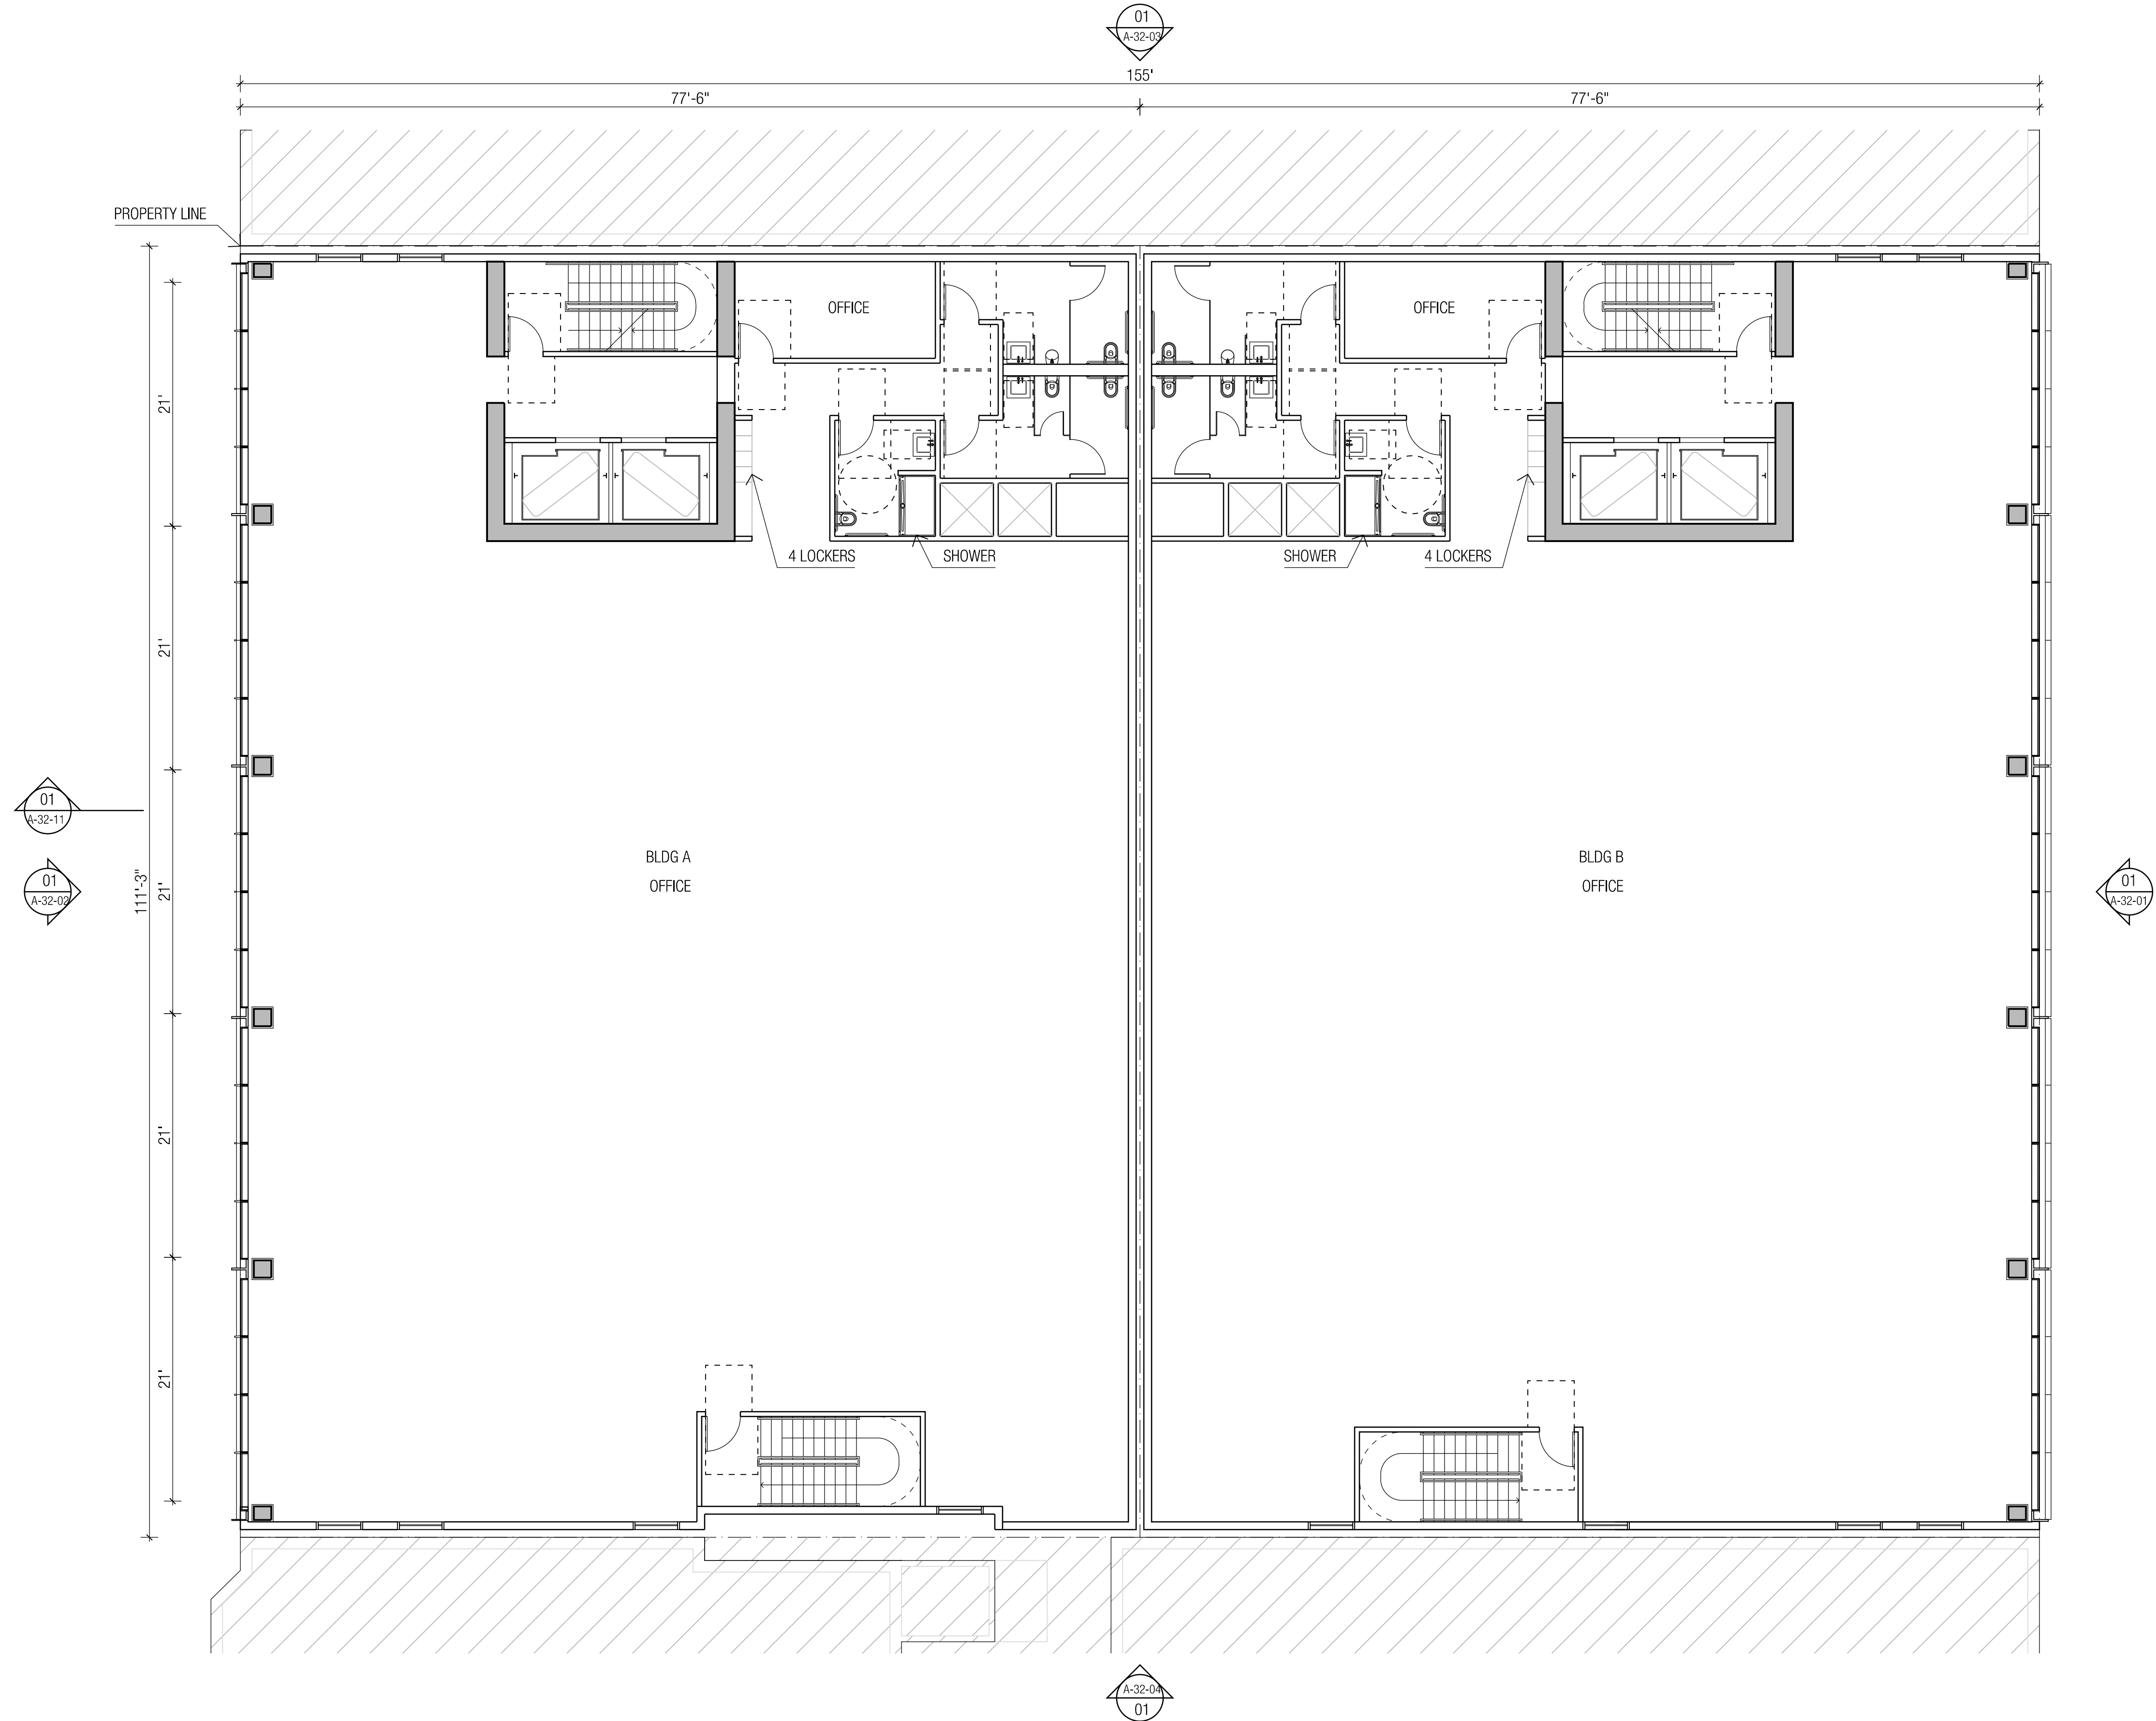 01
A-32-03
155'
77'-6"
77'-6"
PROPERTY LINE
OFFICE
OFFICE
21'
4 LOCKERS
SHOWER
SHOWER
4 LOCKERS
21'
01
A-32-11
111'-3"
21'
BLDG A
OFFICE
BLDG B
OFFICE
01
A-32-02
01
A-32-01
21'
21'
A-32-04
01